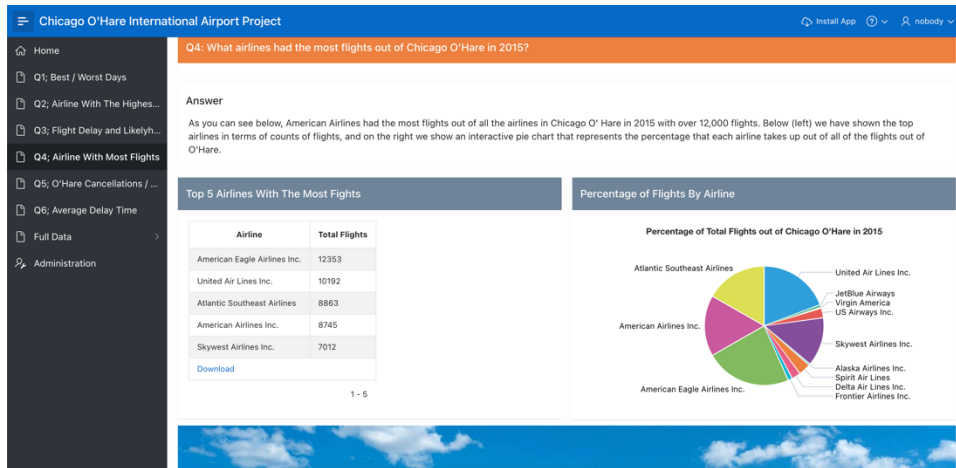 Chicago O'Hare International Airport Project
Install App
nobody
Home
Q1; Best / Worst Days
Q2; Airline With The Highes...
Q3; Flight Delay and Likelyh...
Q4; Airline With Most Flights
Q5; O'Hare Cancellations / ...
Q6; Average Delay Time
Full Data
Administration
Q4: What airlines had the most flights out of Chicago O'Hare in 2015?
Answer
As you can see below, American Airlines had the most flights out of all the airlines in Chicago O' Hare in 2015 with over 12,000 flights. Below (left) we have shown the top
airlines in terms of counts of flights, and on the right we show an interactive pie chart that represents the percentage that each airline takes up out of all of the flights out of
O'Hare.
Top 5 Airlines With The Most Fights
Airline Total Flights
American Eagle Airlines Inc. 12353
United Air Lines Inc. 10192
Atlantic Southeast Airlines 8863
American Airlines Inc. 8745
Skywest Airlines Inc. 7012
Download
1 - 5
Percentage of Flights By Airline
Percentage of Total Flights out of Chicago O'Hare in 2015
Atlantic Southeast Airlines
United Air Lines Inc.
JetBlue Airways
Virgin America
US Airways Inc.
American Airlines Inc.
Skywest Airlines Inc.
Alaska Airlines Inc.
Spirit Air Lines
Delta Air Lines Inc.
American Eagle Airlines Inc.
Frontier Airlines Inc.